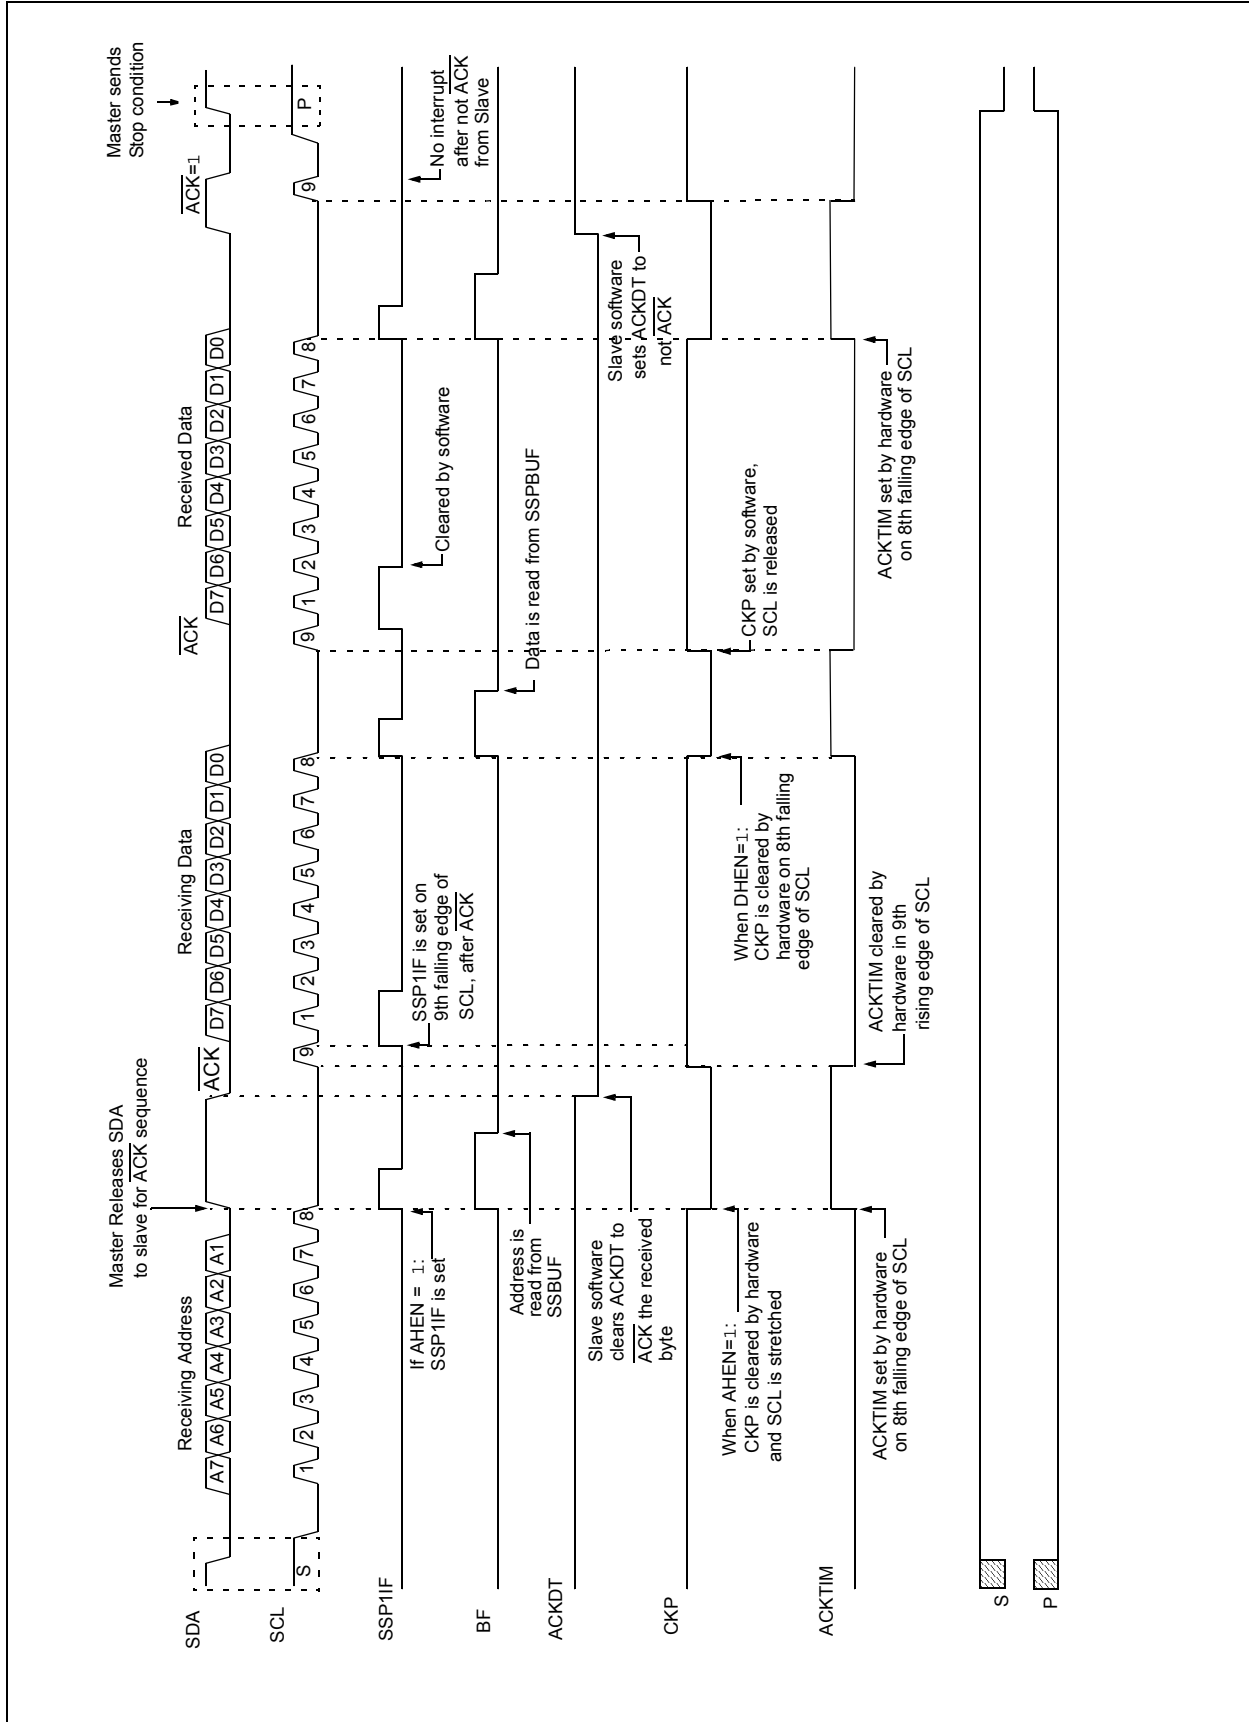 Master Releases SDA
to slave for ACK sequence
Master sends
Stop condition
Receiving Address
Receiving Data
Received Data
ACK
ACK
ACK=1
SDA
A7 A6 A5 A4 A3 A2 A1
D7 D6 D5 D4 D3 D2 D1 D0
D7 D6 D5 D4 D3 D2 D1 D0
SCL
S
1 2 3 4 5 6 7 8 9
1 2 3 4 5 6 7 8 9
1 2 3 4 5 6 7 8 9
P
SSP1IF
If AHEN = 1:
SSP1IF is set
SSP1IF is set on
9th falling edge of
SCL, after ACK
Cleared by software
No interrupt
after not ACK
from Slave
BF
Address is
read from
SSBUF
Data is read from SSPBUF
ACKDT
Slave software
clears ACKDT to
ACK the received
byte
Slave software
sets ACKDT to
not ACK
CKP
When AHEN=1:
CKP is cleared by hardware
and SCL is stretched
When DHEN=1:
CKP is cleared by
hardware on 8th falling
edge of SCL
CKP set by software,
SCL is released
ACKTIM
ACKTIM set by hardware
on 8th falling edge of SCL
ACKTIM cleared by
hardware in 9th
rising edge of SCL
ACKTIM set by hardware
on 8th falling edge of SCL
S
P